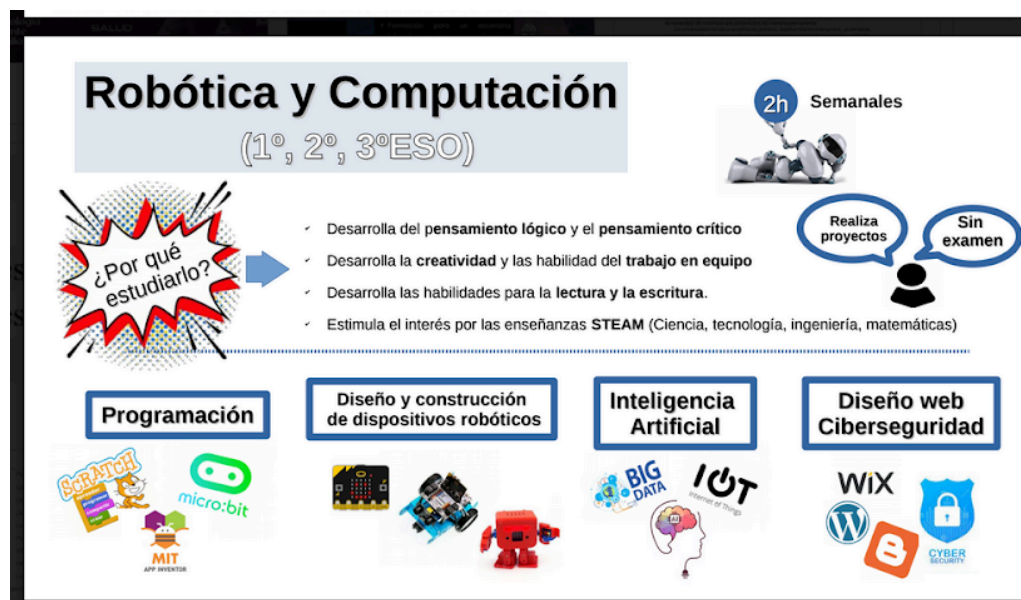 Robótica y Computación
(1º, 2º, 3ºESO)
2h Semanales
¿Por qué
estudiarlo?
Desarrolla del pensamiento lógico y el pensamiento crítico
Desarrolla la creatividad y las habilidad del trabajo en equipo
Desarrolla las habilidades para la lectura y la escritura.
Estimula el interés por las enseñanzas STEAM (Ciencia, tecnología, ingeniería, matemáticas)
Realiza
proyectos
Sin
examen
Programación
SCRATCH
micro:bit
MIT
APP INVENTOR
Diseño y construcción
de dispositivos robóticos
Inteligencia
Artificial
BIG
DATA
IOT
Internet of Things
AI
Diseño web
Ciberseguridad
WiX
CYBER
SECURITY